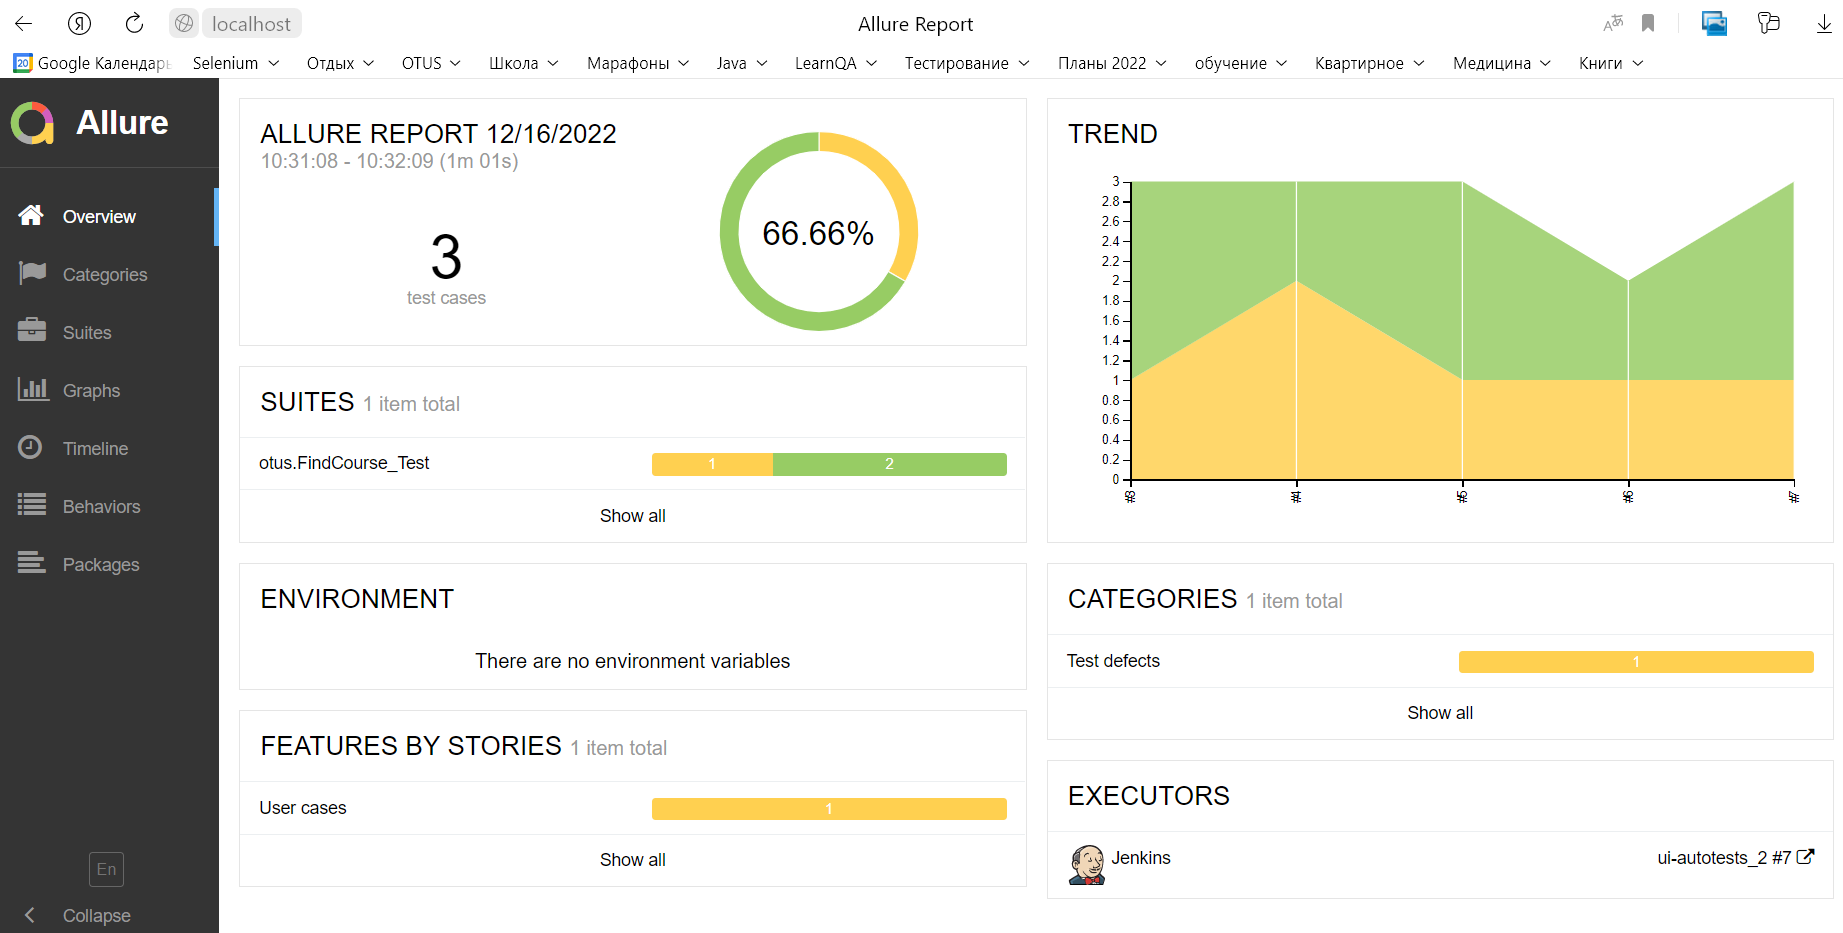 localhost
Allure Report
Google Календарь
Selenium
Отдых
OTUS
Школа
Марафоны
Java
LearnQA
Тестирование
Планы 2022
обучение
Квартирное
Медицина
Книги
Allure
Overview
Categories
Suites
Graphs
Timeline
Behaviors
Packages
En
Collapse
ALLURE REPORT 12/16/2022
10:31:08 - 10:32:09 (1m 01s)
3
test cases
66.66%
SUITES 1 item total
otus.FindCourse_Test
1
2
Show all
ENVIRONMENT
There are no environment variables
FEATURES BY STORIES 1 item total
User cases
1
Show all
TREND
3
2.8
2.6
2.4
2.2
2
1.8
1.6
1.4
1.2
1
0.8
0.6
0.4
0.2
0
#3
#4
#5
#6
#7
CATEGORIES 1 item total
Test defects
1
Show all
EXECUTORS
Jenkins
ui-autotests_2 #7